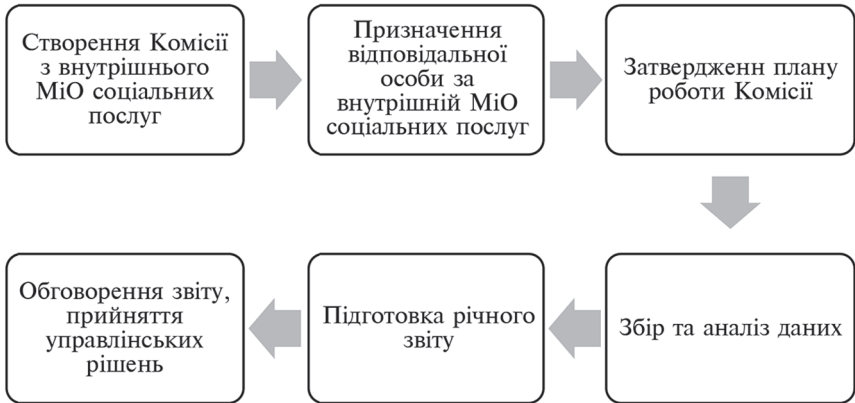 Створення Комісії
з внутрішнього
МіО соціальних
послуг
Призначення
відповідальної
особи за
внутрішній МіО
соціальних послуг
Затвердженн плану
роботи Комісії
Збір та аналіз даних
Підготовка річного
звіту
Обговорення звіту,
прийняття
управлінських
рішень